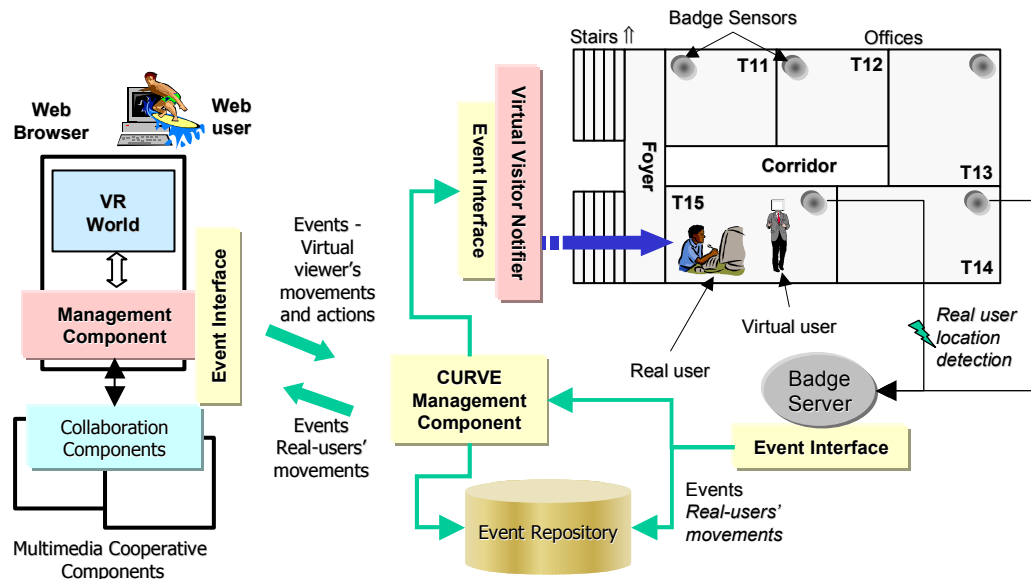 Web
Browser
Web
user
VR
World
Management
Component
Event Interface
Collaboration
Components
Multimedia Cooperative
Components
Events -
Virtual
viewer's
movements
and actions
Events
Real-users'
movements
Event Interface
Virtual Visitor Notifier
CURVE
Management
Component
Event Repository
Badge Sensors
Stairs ⇑
Offices
T11
T12
Foyer
Corridor
T13
T15
T14
Virtual user
Real user
Real user
location
detection
Badge
Server
Event Interface
Events
Real-users'
movements